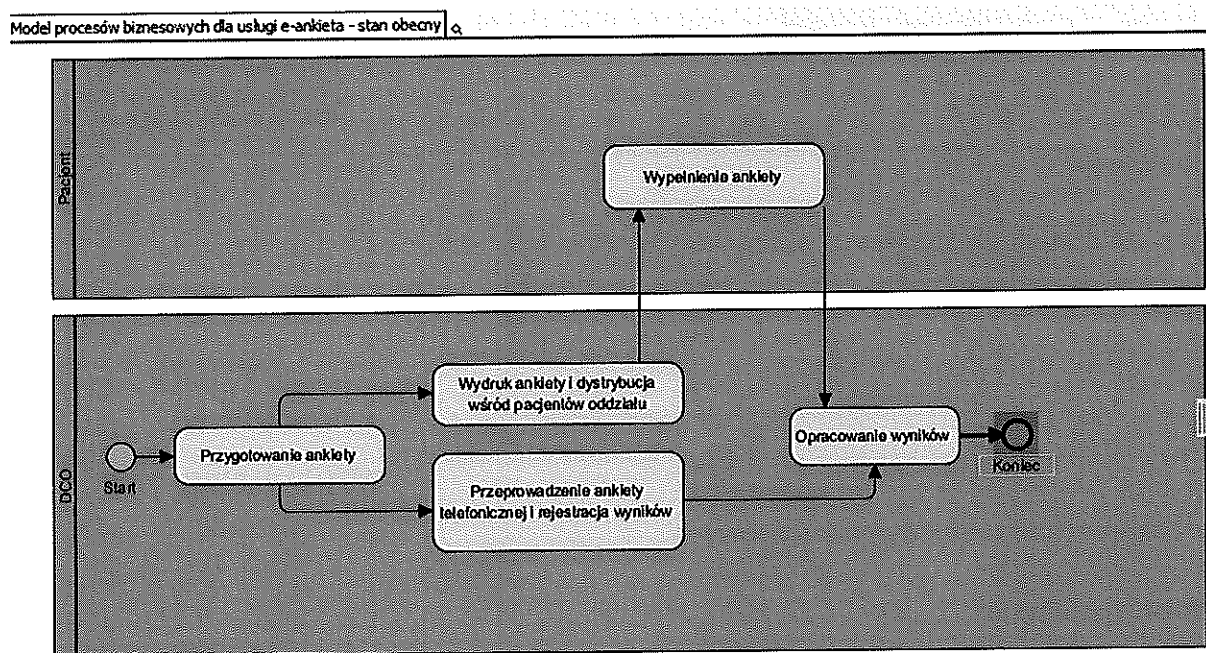 Model procesów biznesowych dla usługi e-ankieta - stan obecny
Pacjent
Wypełnienie ankiety
DCO
Start
Przygotowanie ankiety
Wydruk ankiety i dystrybucja
wśród pacjentów oddziału
Przeprowadzenie ankiety
telefonicznej i rejestracja wyników
Opracowanie wyników
Koniec